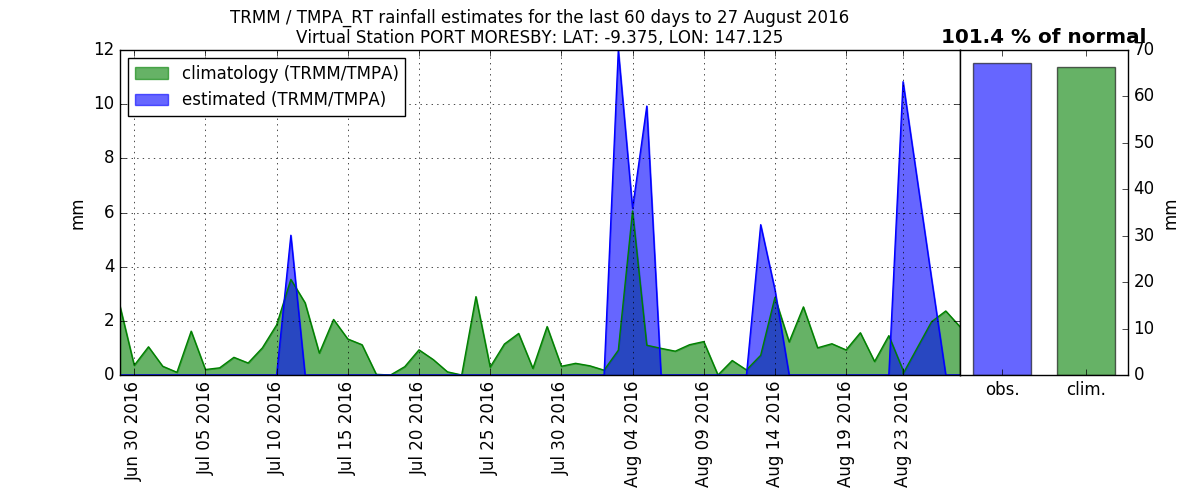 TRMM / TMPA_RT rainfall estimates for the last 60 days to 27 August 2016
Virtual Station PORT MORESBY: LAT: -9.375, LON: 147.125
101.4 % of normal
climatology (TRMM/TMPA)
estimated (TRMM/TMPA)
mm
12
10
8
6
4
2
0
Jun 30 2016
Jul 05 2016
Jul 10 2016
Jul 15 2016
Jul 20 2016
Jul 25 2016
Jul 30 2016
Aug 04 2016
Aug 09 2016
Aug 14 2016
Aug 19 2016
Aug 23 2016
obs.
clim.
70
60
50
40
30
20
10
0
mm